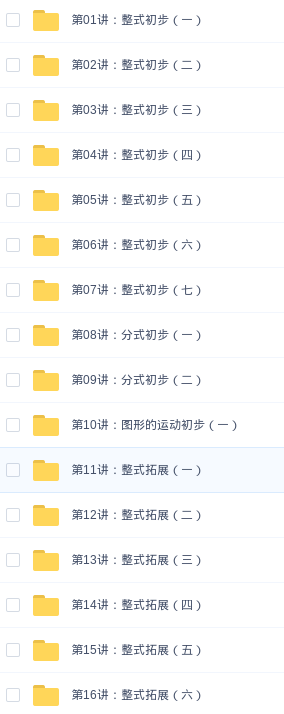 第01讲：整式初步（一）
第02讲：整式初步（二）
第03讲：整式初步（三）
第04讲：整式初步（四）
第05讲：整式初步（五）
第06讲：整式初步（六）
第07讲：整式初步（七）
第08讲：分式初步（一）
第09讲：分式初步（二）
第10讲：图形的运动初步（一）
第11讲：整式拓展（一）
第12讲：整式拓展（二）
第13讲：整式拓展（三）
第14讲：整式拓展（四）
第15讲：整式拓展（五）
第16讲：整式拓展（六）